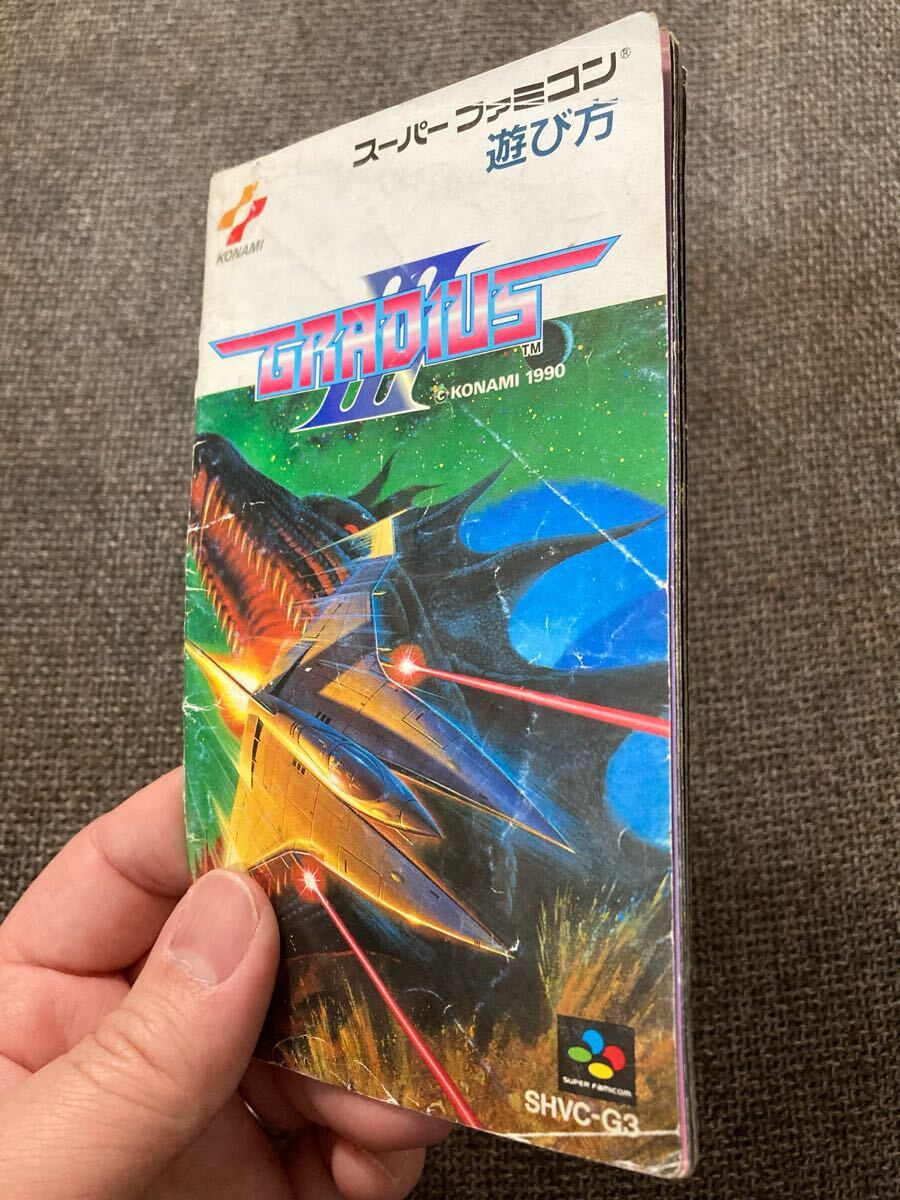 スーパーファミコン®
遊び方
KONAMI
GRADIUS III
TM
© KONAMI 1990
SUPER FAMICOM
SHVC-G3